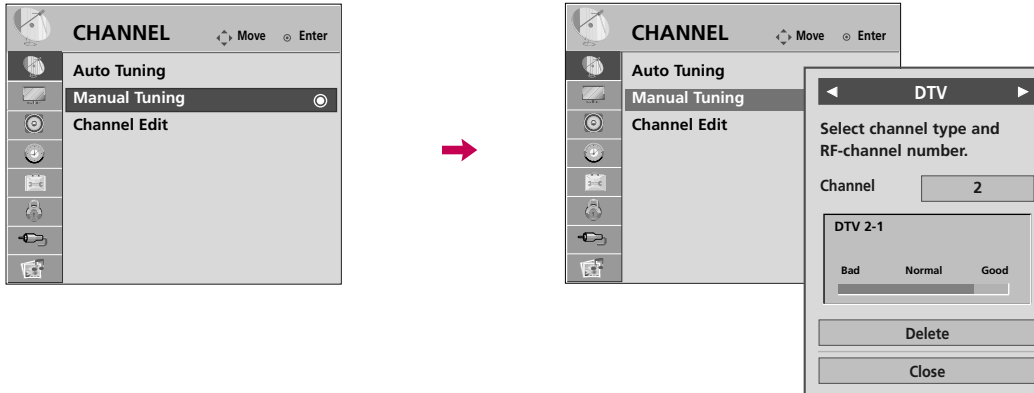 CHANNEL Move Enter
Auto Tuning
Manual Tuning
Channel Edit
CHANNEL Move Enter
Auto Tuning
Manual Tuning
Channel Edit
DTV
Select channel type and
RF-channel number.
Channel 2
DTV 2-1
Bad Normal Good
Delete
Close